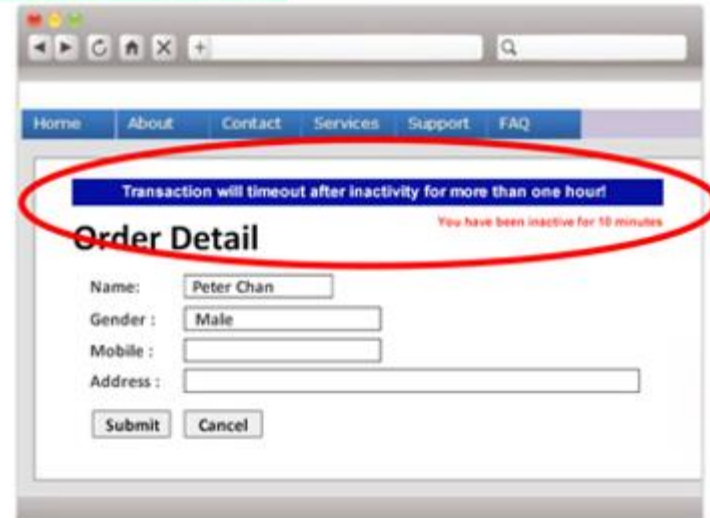 Home About Contact Services Support FAQ
Transaction will timeout after inactivity for more than one hour!
You have been inactive for 10 minutes
Order Detail
Name: Peter Chan
Gender : Male
Mobile :
Address :
Submit Cancel